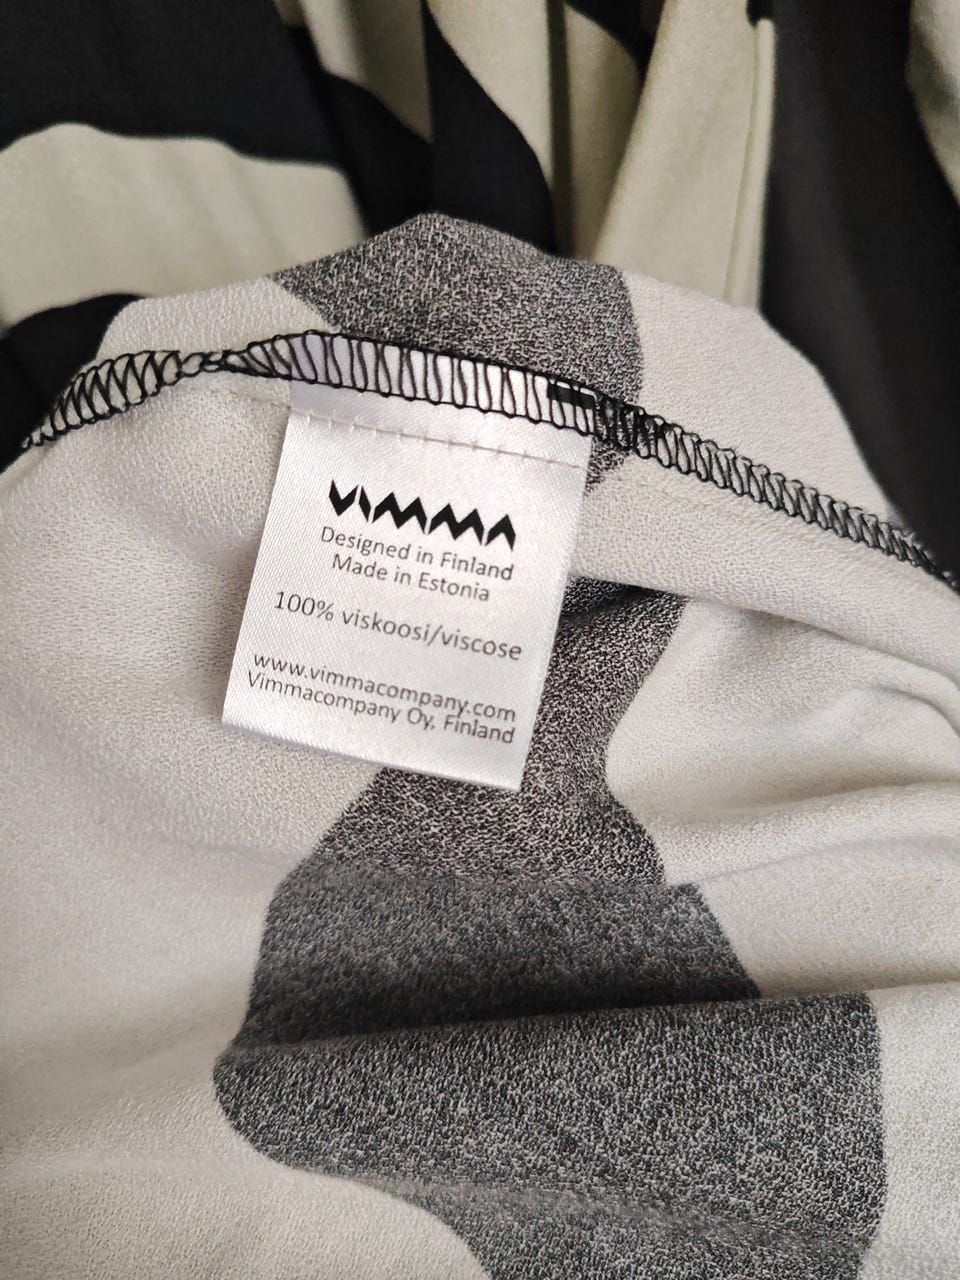 VIMMA
Designed in Finland
Made in Estonia
100% viskoosi/viscose
www.vimmacompany.com
Vimmacompany Oy, Finland